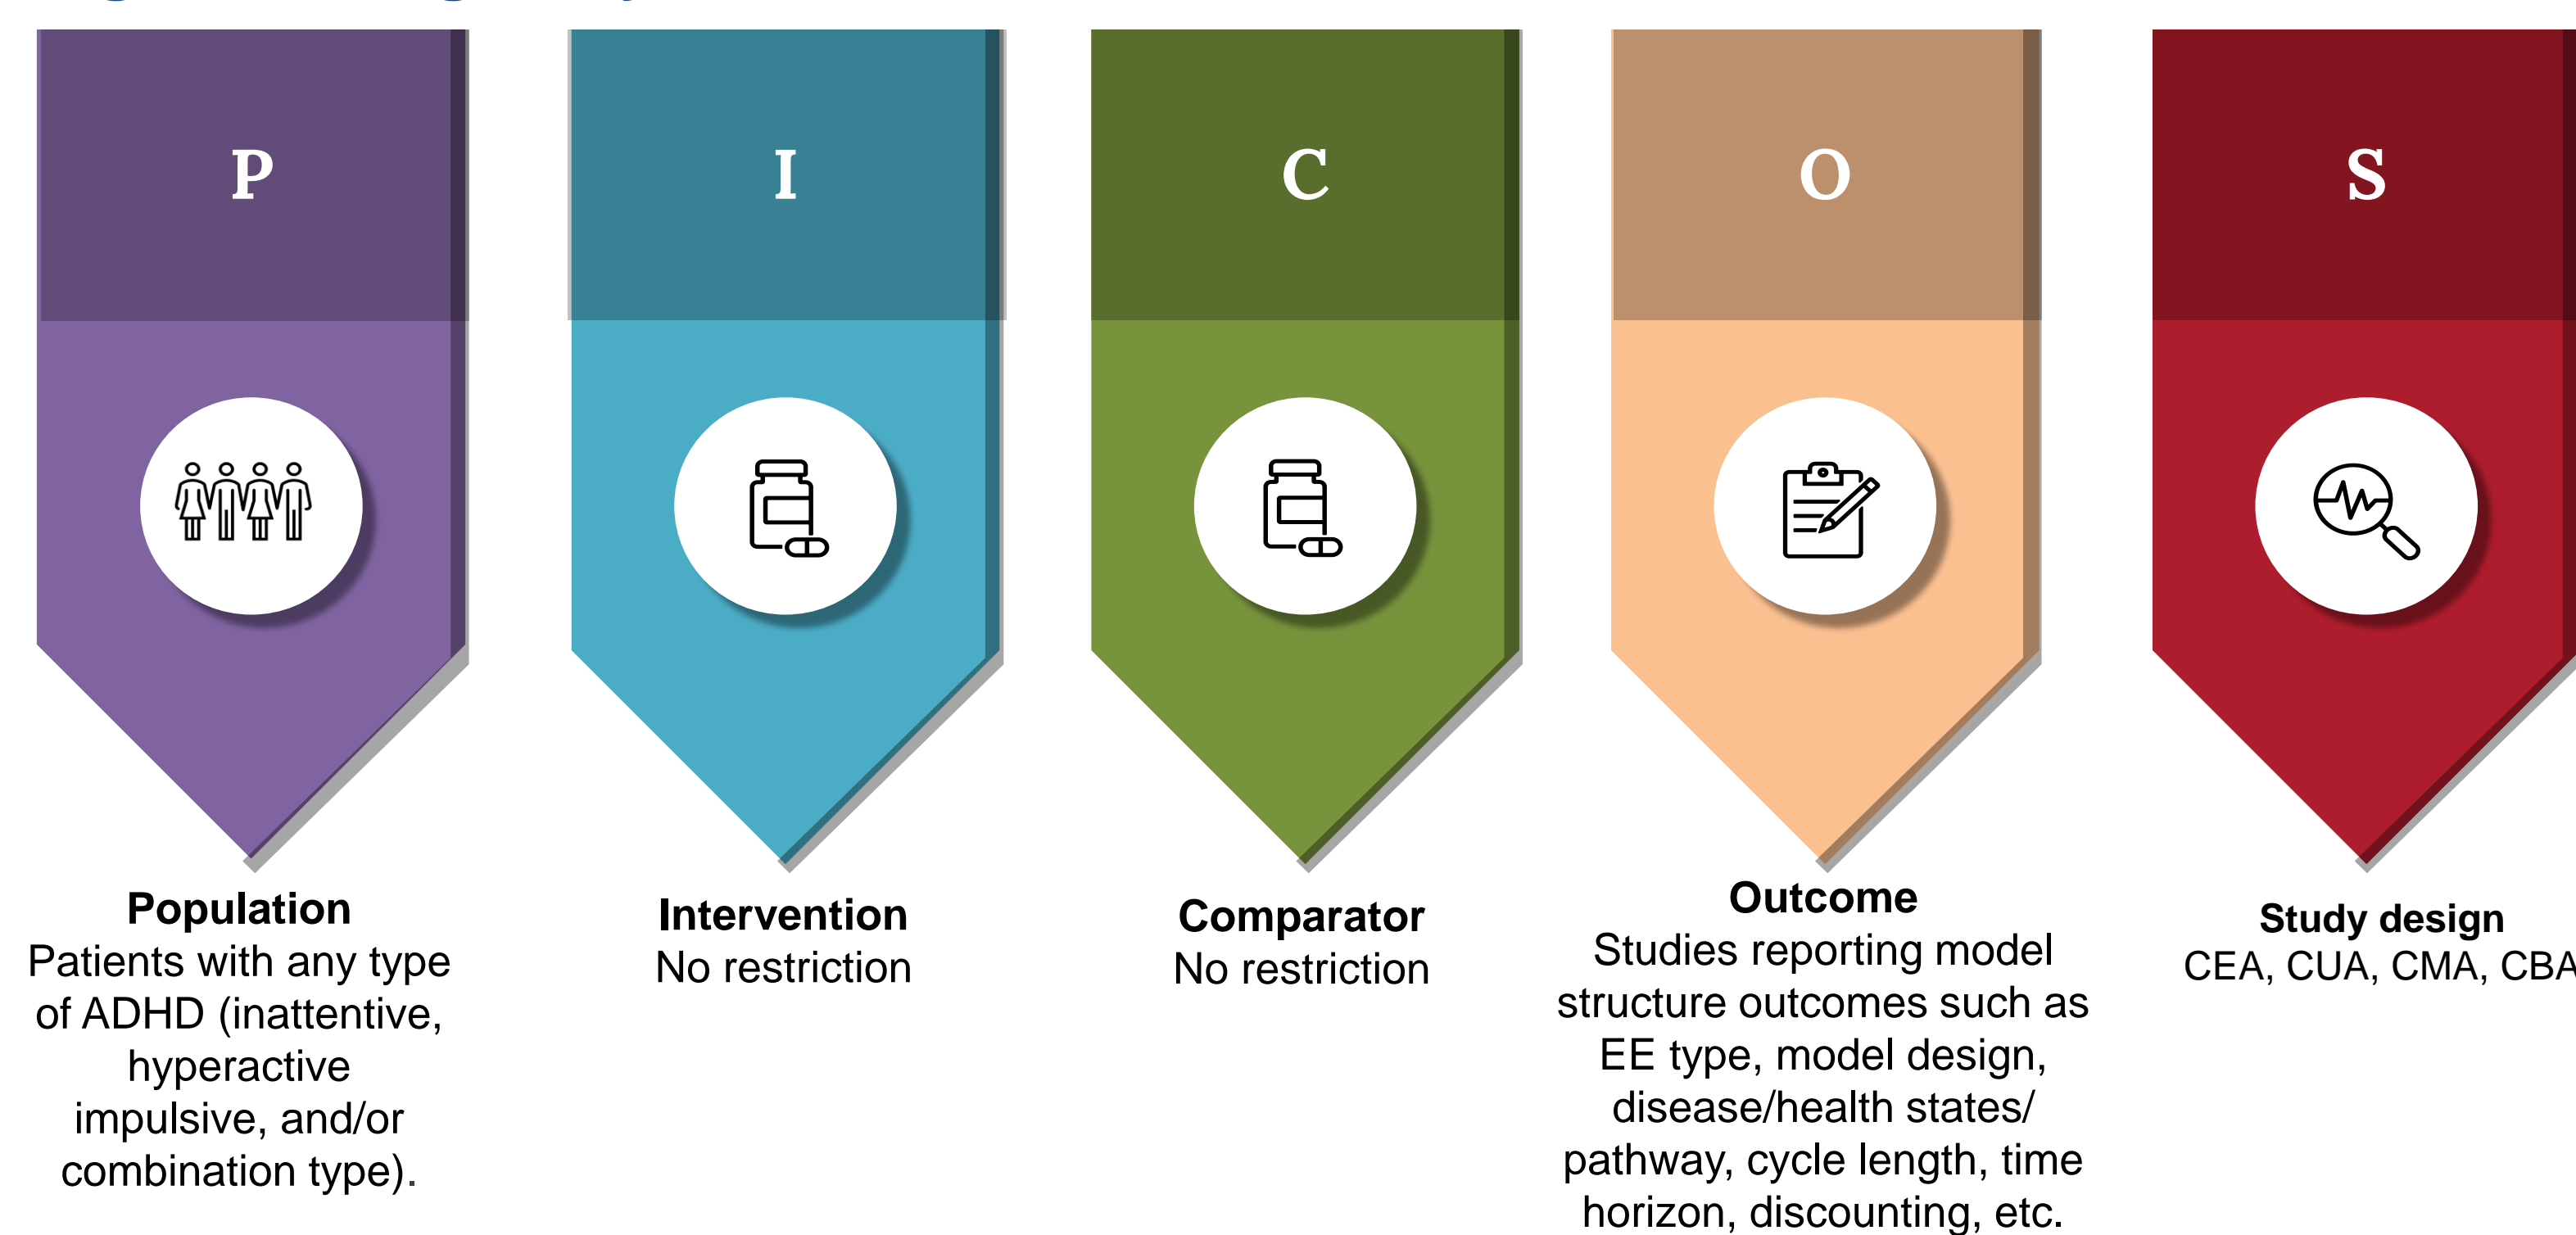 P
I
C
O
S
Population
Patients with any type
of ADHD (inattentive,
hyperactive
impulsive, and/or
combination type).
Intervention
No restriction
Comparator
No restriction
Outcome
Studies reporting model
structure outcomes such as
EE type, model design,
disease/health states/
pathway, cycle length, time
horizon, discounting, etc.
Study design
CEA, CUA, CMA, CBA